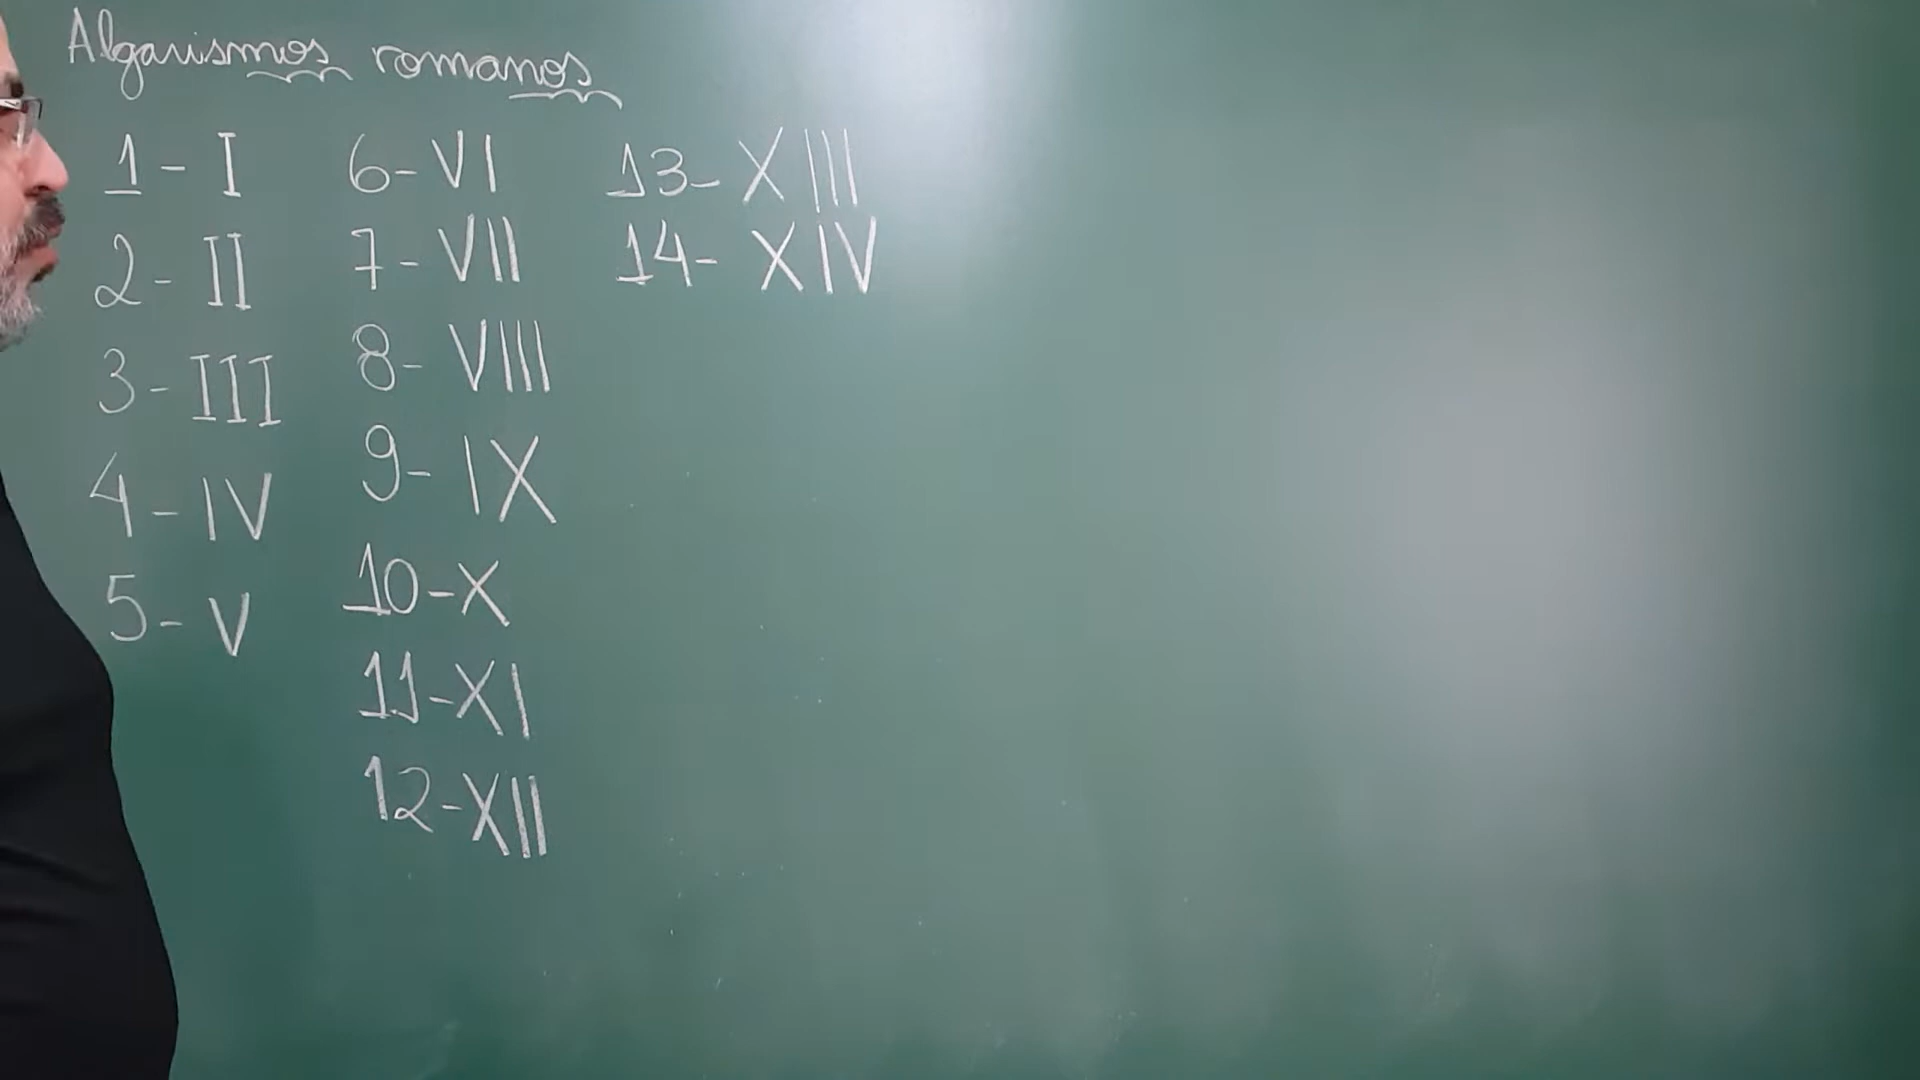 Algarismos romanos
1 - I
2 - II
3 - III
4 - IV
5 - V
6 - VI
7 - VII
8 - VIII
9 - IX
10 - X
11 - XI
12 - XII
13 - XIII
14 - XIV